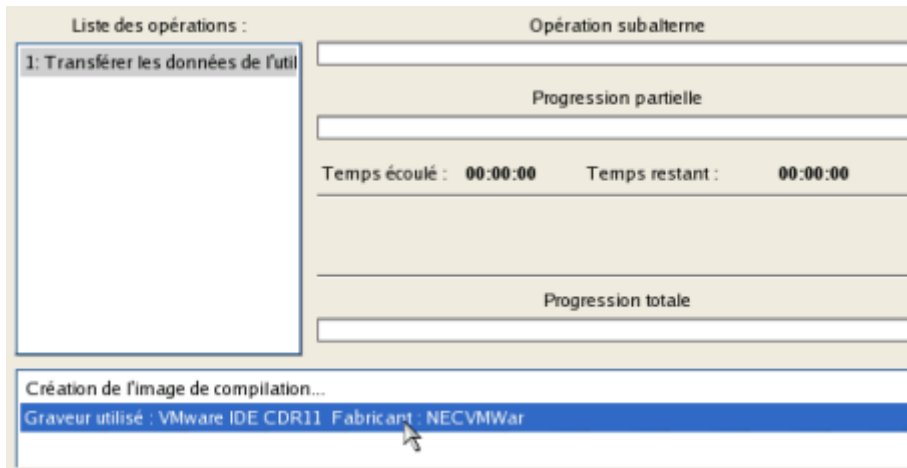 Liste des opérations :
1: Transférer les données de l'util
Opération subalterne
Progression partielle
Temps écoulé : 00:00:00 Temps restant : 00:00:00
Progression totale
Création de l'image de compilation...
Graveur utilisé : VMware IDE CDR11 Fabricant : NECVMWar